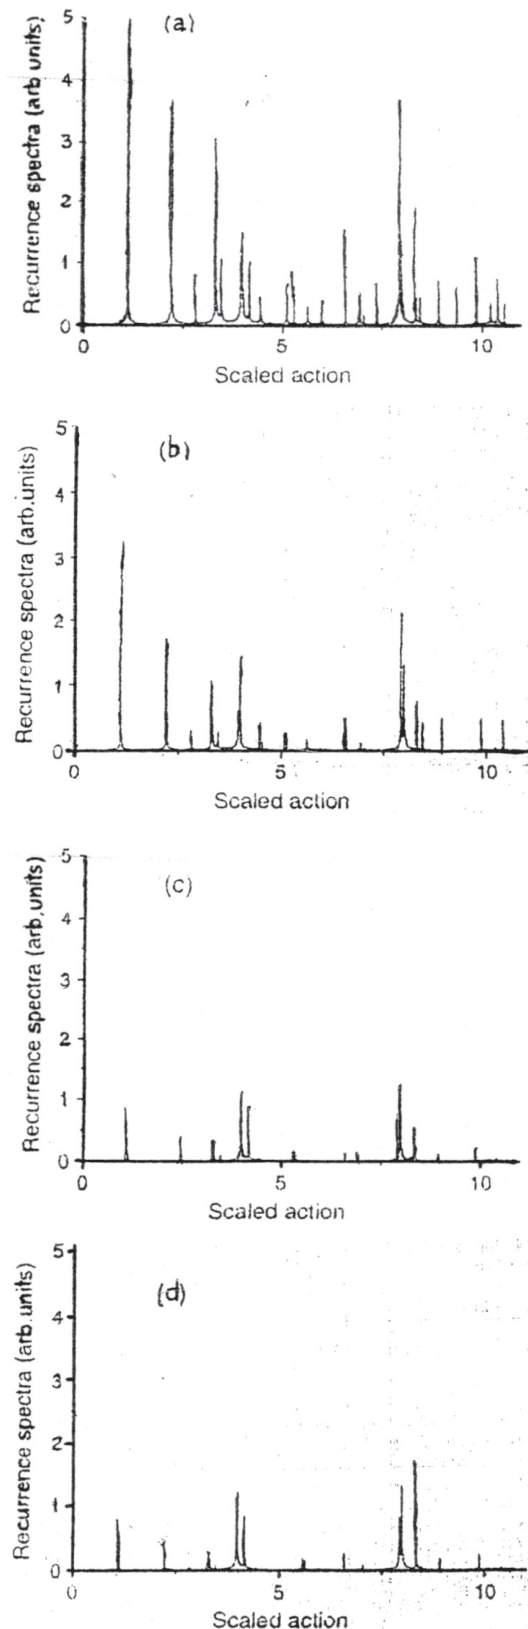 (a)
Recurrence spectra (arb units)
5
4
3
2
1
0
0 5 10
Scaled action
(b)
Recurrence spectra (arb.units)
5
4
3
2
1
0
0 5 10
Scaled action
(c)
Recurrence spectra (arb,units)
5
4
3
2
1
0
0 5 10
Scaled action
(d)
Recurrence spectra (arb.units)
5
4
3
2
1
0
0 5 10
Scaled action